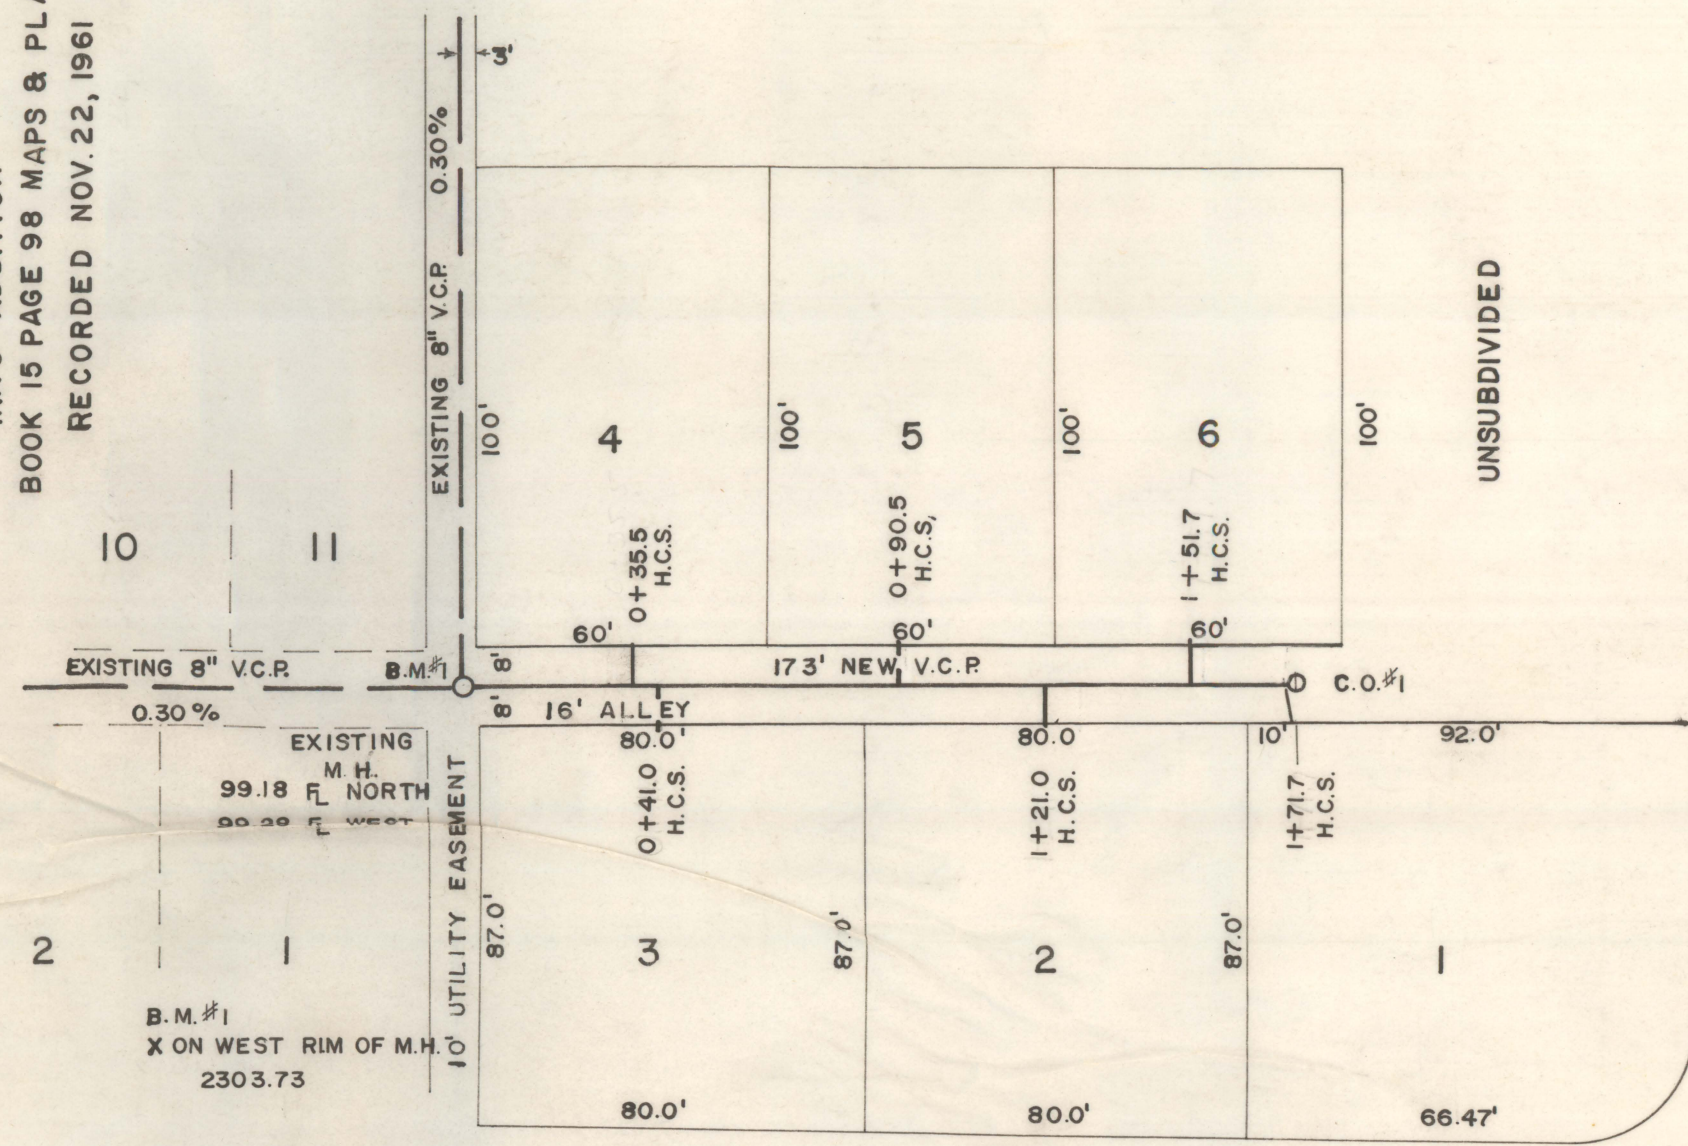 BOOK 15 PAGE 98 MAPS &
RECORDED NOV. 22, 1961
3'
EXISTING 8" V.C.P. 0.30%
UNSUBDIVIDED
100'
4
100'
5
100'
6
100'
10
11
0+35.5
H.C.S.
0+90.5
H.C.S,
1+51.7
H.C.S.
60'
60'
60'
EXISTING 8" V.C.P.
B.M.#1
8'
173' NEW V.C.P.
C.O.#1
0.30%
8'
16' ALLEY
80.0'
80.0
10'
92.0'
EXISTING
M.H.
99.18 FL NORTH
99.29 FL WEST
10' UTILITY EASEMENT
0+41.0
H.C.S.
1+21.0
H.C.S.
1+71.7
H.C.S.
2
1
87.0'
3
87.0'
2
87.0'
1
B.M.#1
X ON WEST RIM OF M.H.
2303.73
80.0'
80.0'
66.47'